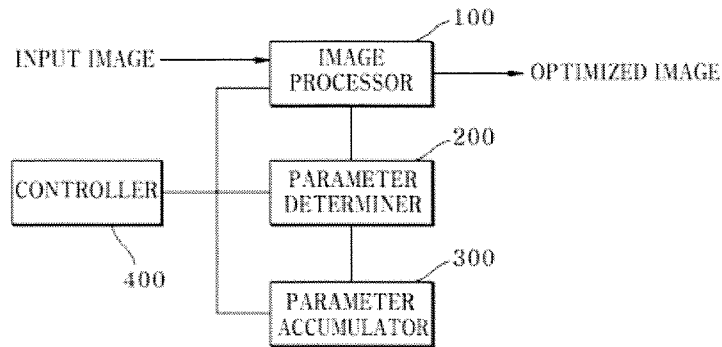 100
INPUT IMAGE
IMAGE
PROCESSOR
OPTIMIZED IMAGE
200
CONTROLLER
PARAMETER
DETERMINER
400
300
PARAMETER
ACCUMULATOR